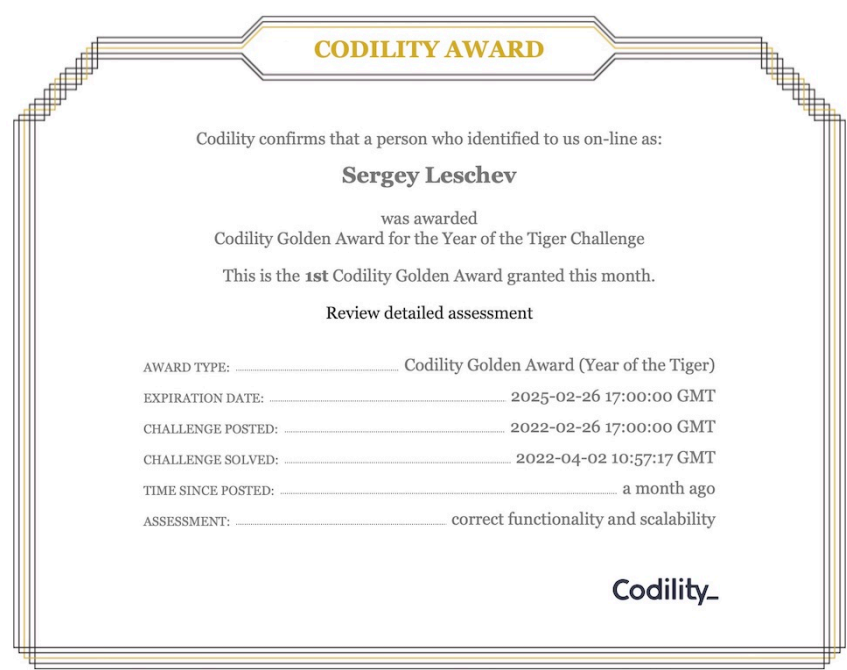 CODILITY AWARD
Codility confirms that a person who identified to us on-line as:
Sergey Leschev
was awarded
Codility Golden Award for the Year of the Tiger Challenge
This is the 1st Codility Golden Award granted this month.
Review detailed assessment
AWARD TYPE: Codility Golden Award (Year of the Tiger)
EXPIRATION DATE: 2025-02-26 17:00:00 GMT
CHALLENGE POSTED: 2022-02-26 17:00:00 GMT
CHALLENGE SOLVED: 2022-04-02 10:57:17 GMT
TIME SINCE POSTED: a month ago
ASSESSMENT: correct functionality and scalability
Codility_